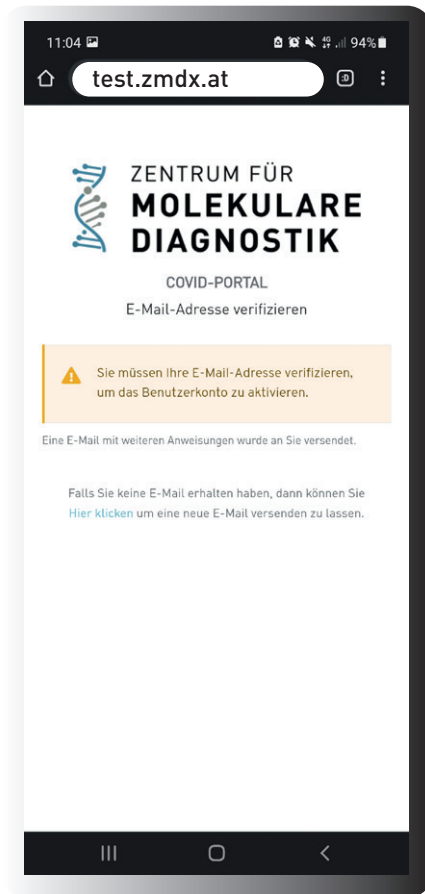 11:04
94%
test.zmdx.at
:D
ZENTRUM FÜR
MOLEKULARE
DIAGNOSTIK
COVID-PORTAL
E-Mail-Adresse verifizieren
Sie müssen Ihre E-Mail-Adresse verifizieren,
um das Benutzerkonto zu aktivieren.
Eine E-Mail mit weiteren Anweisungen wurde an Sie versendet.
Falls Sie keine E-Mail erhalten haben, dann können Sie
Hier klicken um eine neue E-Mail versenden zu lassen.